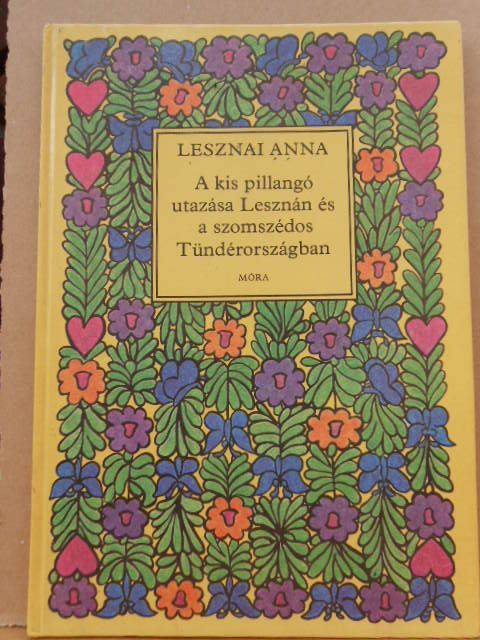 LESZNAI ANNA
A kis pillangó
utazása Lesznán és
a szomszédos
Tündérországban
MÓRA